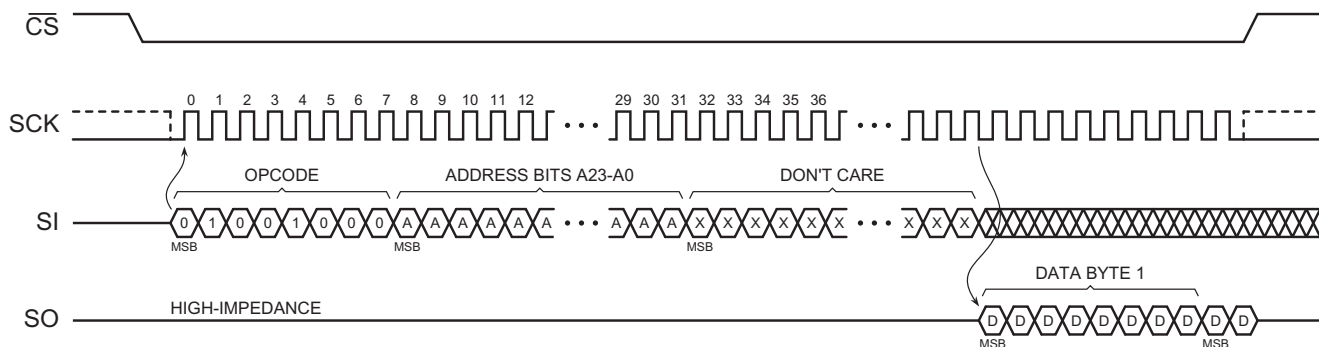 CS
SCK
0 1 2 3 4 5 6 7 8 9 10 11 12 29 30 31 32 33 34 35 36
OPCODE ADDRESS BITS A23-A0 DON'T CARE
SI
0 1 0 0 1 0 0 0 A A A A A A A A A X X X X X X X X X
MSB MSB MSB
DATA BYTE 1
SO
HIGH-IMPEDANCE
D D D D D D D D D D
MSB MSB